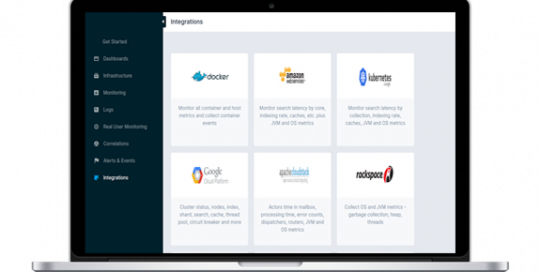 Integrations
Get Started
Dashboards
Infrastructure
Monitoring
Logs
Real User Monitoring
Correlations
Alerts & Events
Integrations
docker
Monitor all container and host
metrics and collect container
events
amazon
webservices
Monitor search latency by core,
indexing rate, caches, etc. plus
JVM and OS metrics
kubernetes
Monitor search latency by
collection, indexing rate,
caches, JVM and OS metrics
Google
Cloud Platform
Cluster status, nodes, index,
shard, search, cache, thread
pool, circuit breaker and more
apachecloudstack
Actors time in mailbox,
processing time, error counts,
dispatchers, routers, JVM and
OS metrics
rackspace
Collect OS and JVM metrics -
garbage collection, heap,
threads